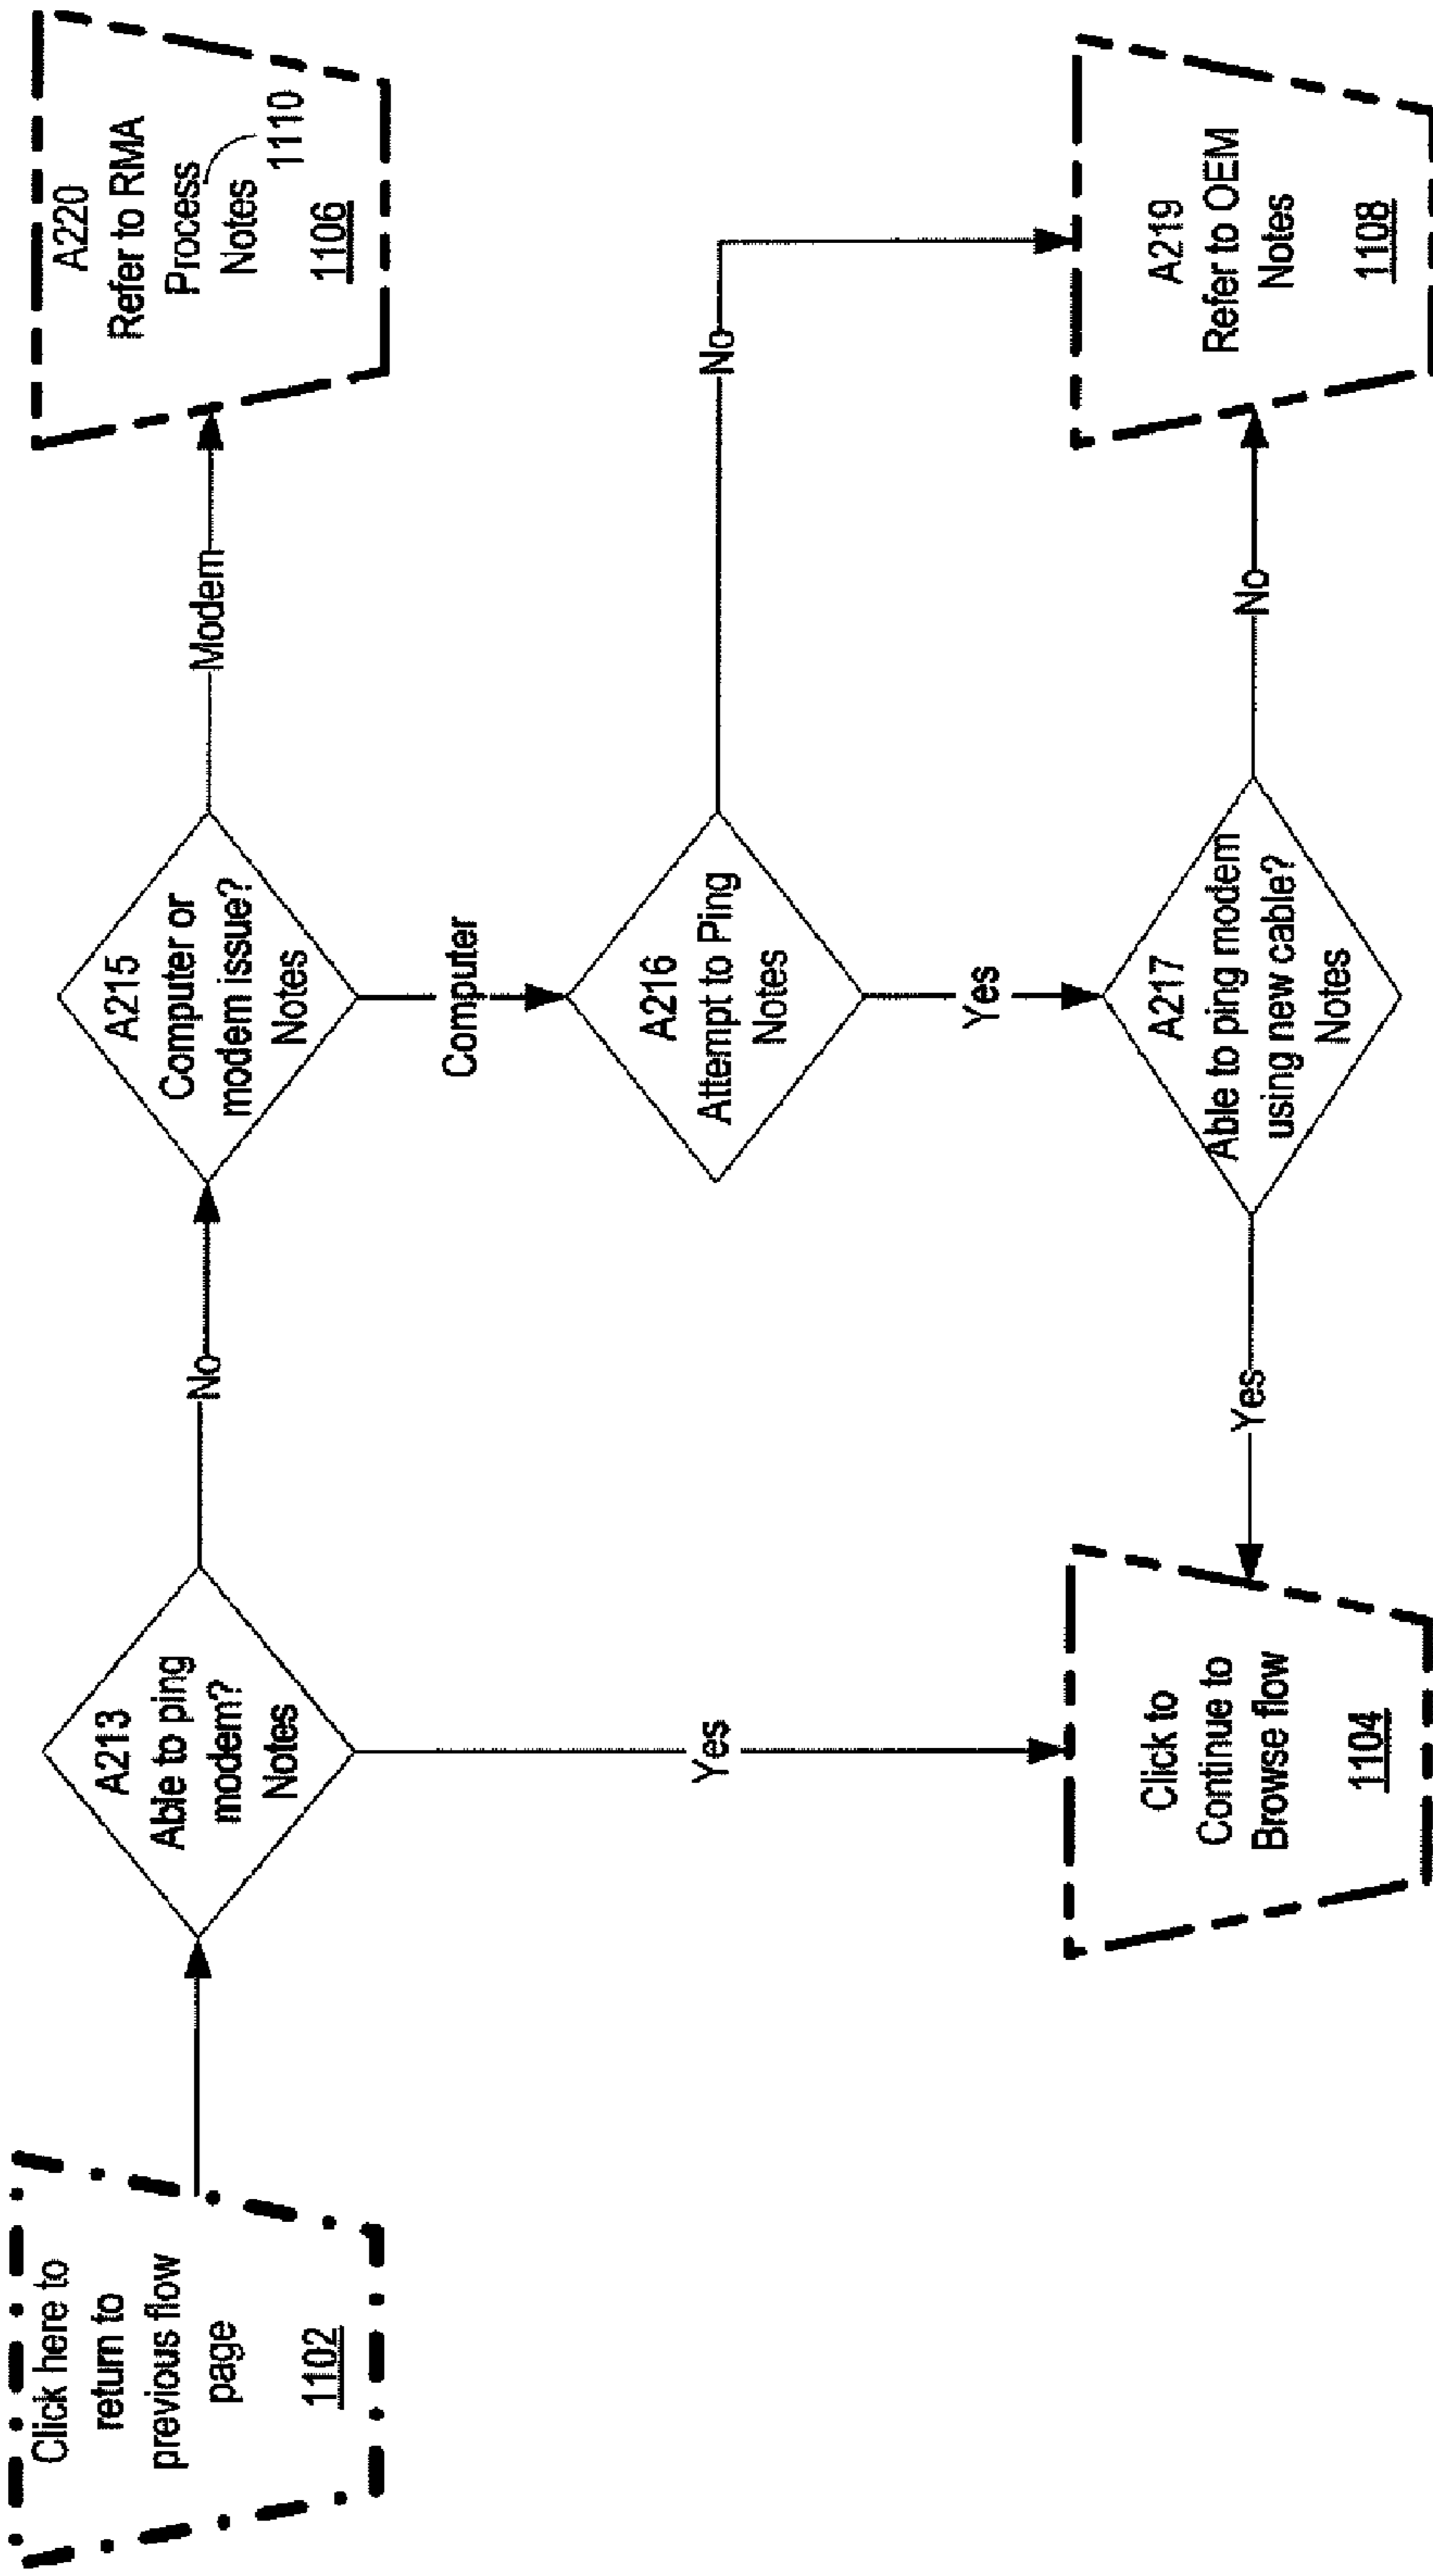 Click here to
return to
previous flow
page
1102
A213
Able to ping
modem?
Notes
No
Yes
A215
Computer or
modem issue?
Notes
Modem
Computer
A220
Refer to RMA
Process
Notes
1110
1106
A216
Attempt to Ping
Notes
No
Yes
A217
Able to ping modem
using new cable?
Notes
Yes
No
Click to
Continue to
Browse flow
1104
A219
Refer to OEM
Notes
1108